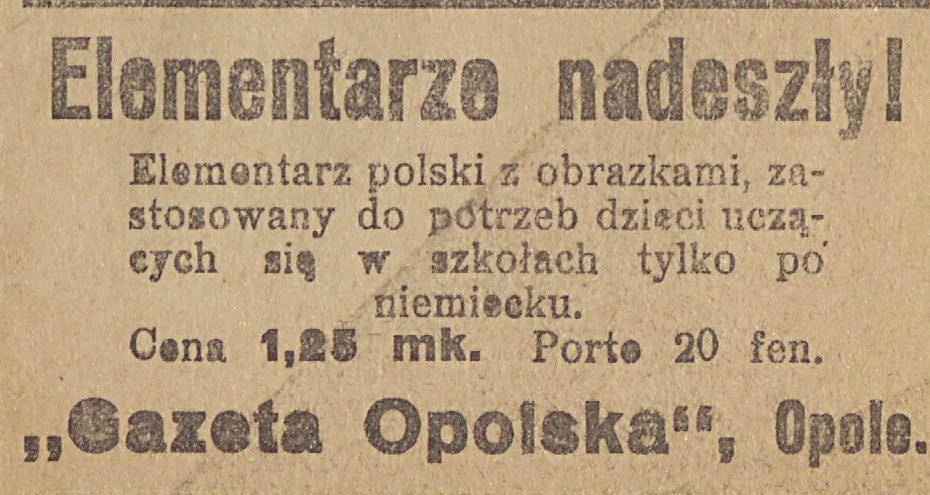 Elementarze nadeszły!
Elementarz polski z obrazkami, za-
stosowany do potrzeb dzieci uczą-
cych się w szkołach tylko po
niemiecku.
Cena 1,25 mk. Porto 20 fen.
„Gazeta Opolska“, Opole.